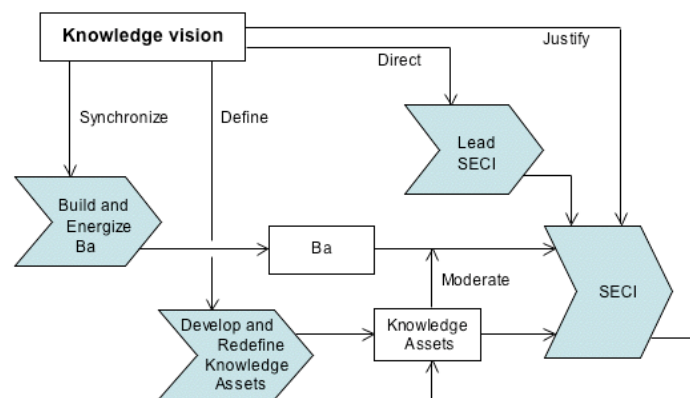 Knowledge vision
Justify
Direct
Synchronize
Define
Lead
SECI
Build and
Energize
Ba
Ba
Moderate
SECI
Develop and
Redefine
Knowledge
Assets
Knowledge
Assets